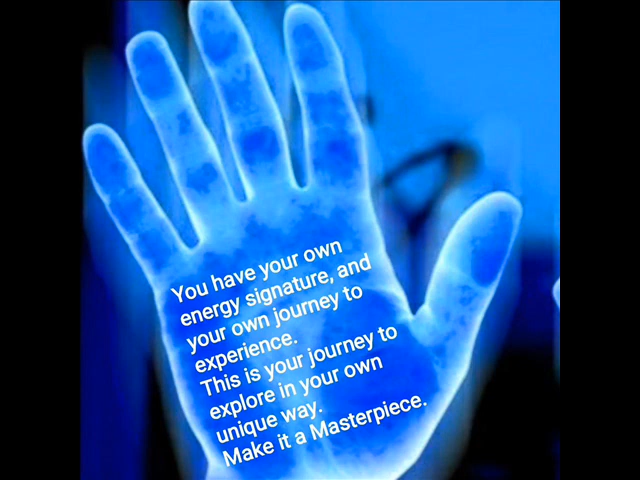 You have your own
energy signature, and
your own journey to
experience.
This is your journey to
explore in your own
unique way.
Make it a Masterpiece.